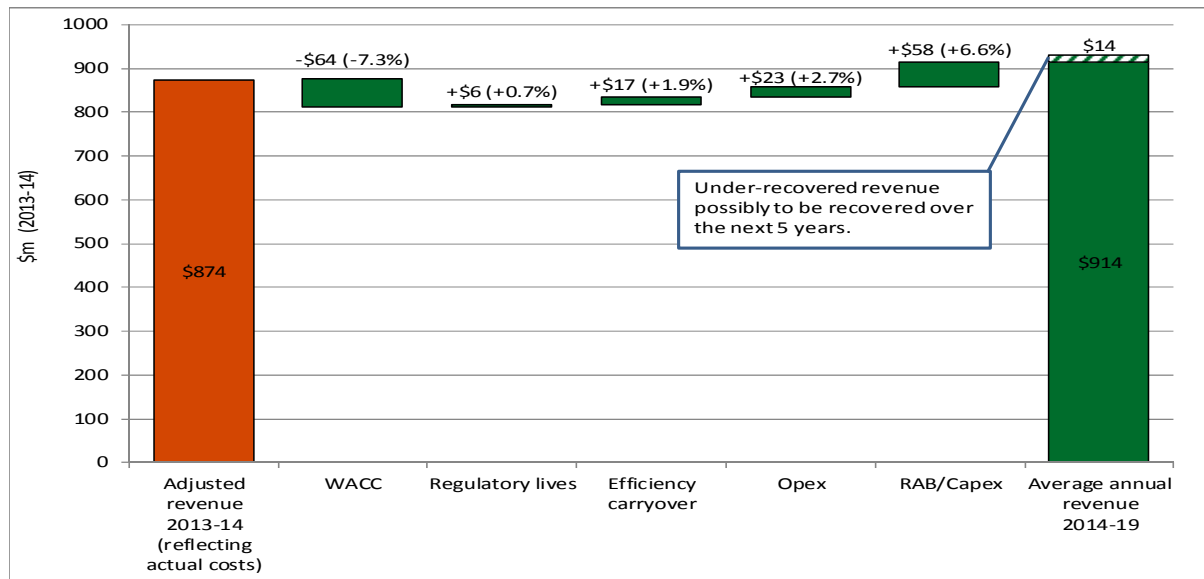 $m (2013-14)
1000
900
800
700
600
500
400
300
200
100
0
-$64 (-7.3%)
+$6 (+0.7%)
+$17 (+1.9%)
+$23 (+2.7%)
+$58 (+6.6%)
$14
Under-recovered revenue
possibly to be recovered over
the next 5 years.
$874
$914
Adjusted
revenue
2013-14
(reflecting
actual costs)
WACC
Regulatory lives
Efficiency
carryover
Opex
RAB/Capex
Average annual
revenue
2014-19